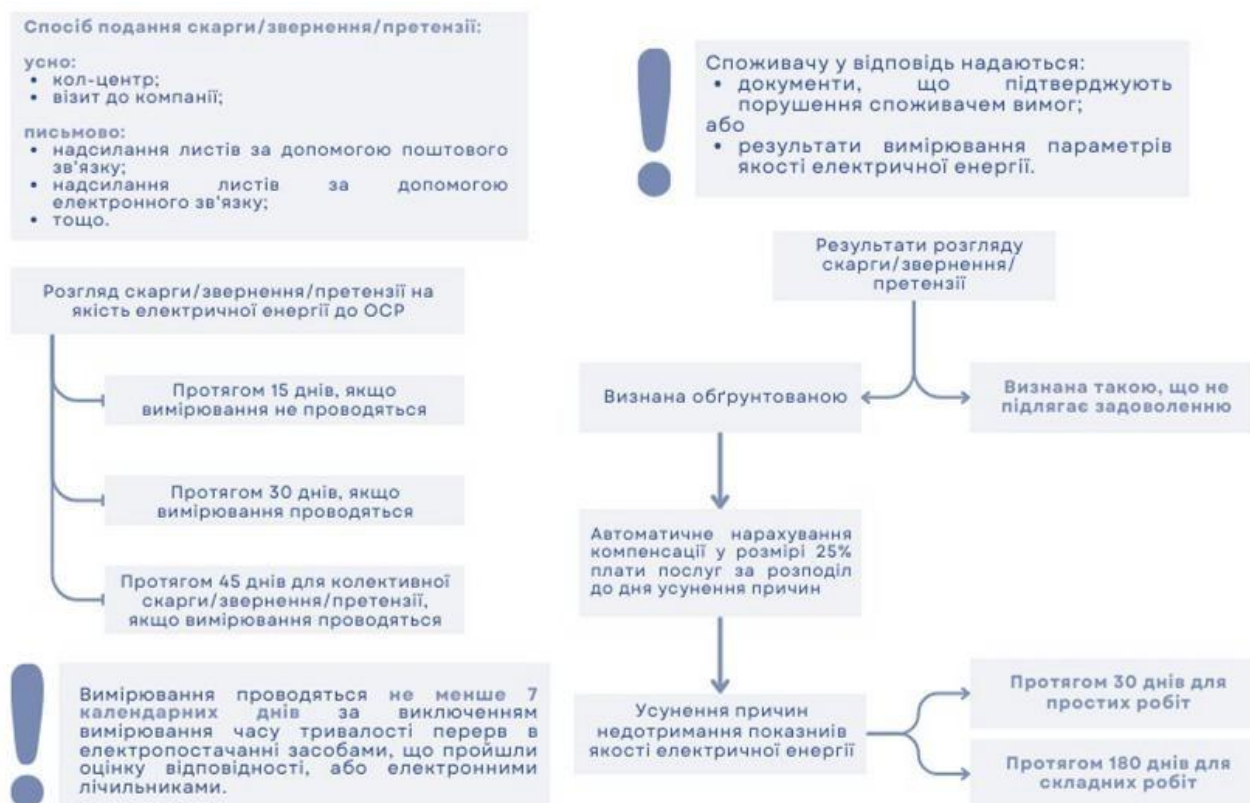 Спосіб подання скарги/звернення/претензії:
усно:
• кол-центр;
• візит до компанії;
письмово:
• надсилання листів за допомогою поштового
зв'язку;
• надсилання листів за допомогою
електронного зв'язку;
• тощо.
Споживачу у відповідь надаються:
• документи, що підтверджують
порушення споживачем вимог;
або
• результати вимірювання параметрів
якості електричної енергії.
Розгляд скарги/звернення/претензії на
якість електричної енергії до ОСР
Протягом 15 днів, якщо
вимірювання не проводяться
Протягом 30 днів, якщо
вимірювання проводяться
Протягом 45 днів для колективної
скарги/звернення/претензії,
якщо вимірювання проводяться
Вимірювання проводяться не менше 7
календарних днів за виключенням
вимірювання часу тривалості перерв в
електропостачанні засобами, що пройшли
оцінку відповідності, або електронними
лічильниками.
Результати розгляду
скарги/звернення/
претензії
Визнана обґрунтованою
Визнана такою, що не
підлягає задоволенню
Автоматичне нарахування
компенсації у розмірі 25%
плати послуг за розподіл
до дня усунення причин
Усунення причин
недотримання показнийв
якості електричної енергії
Протягом 30 днів для
простих робіт
Протягом 180 днів для
складних робіт